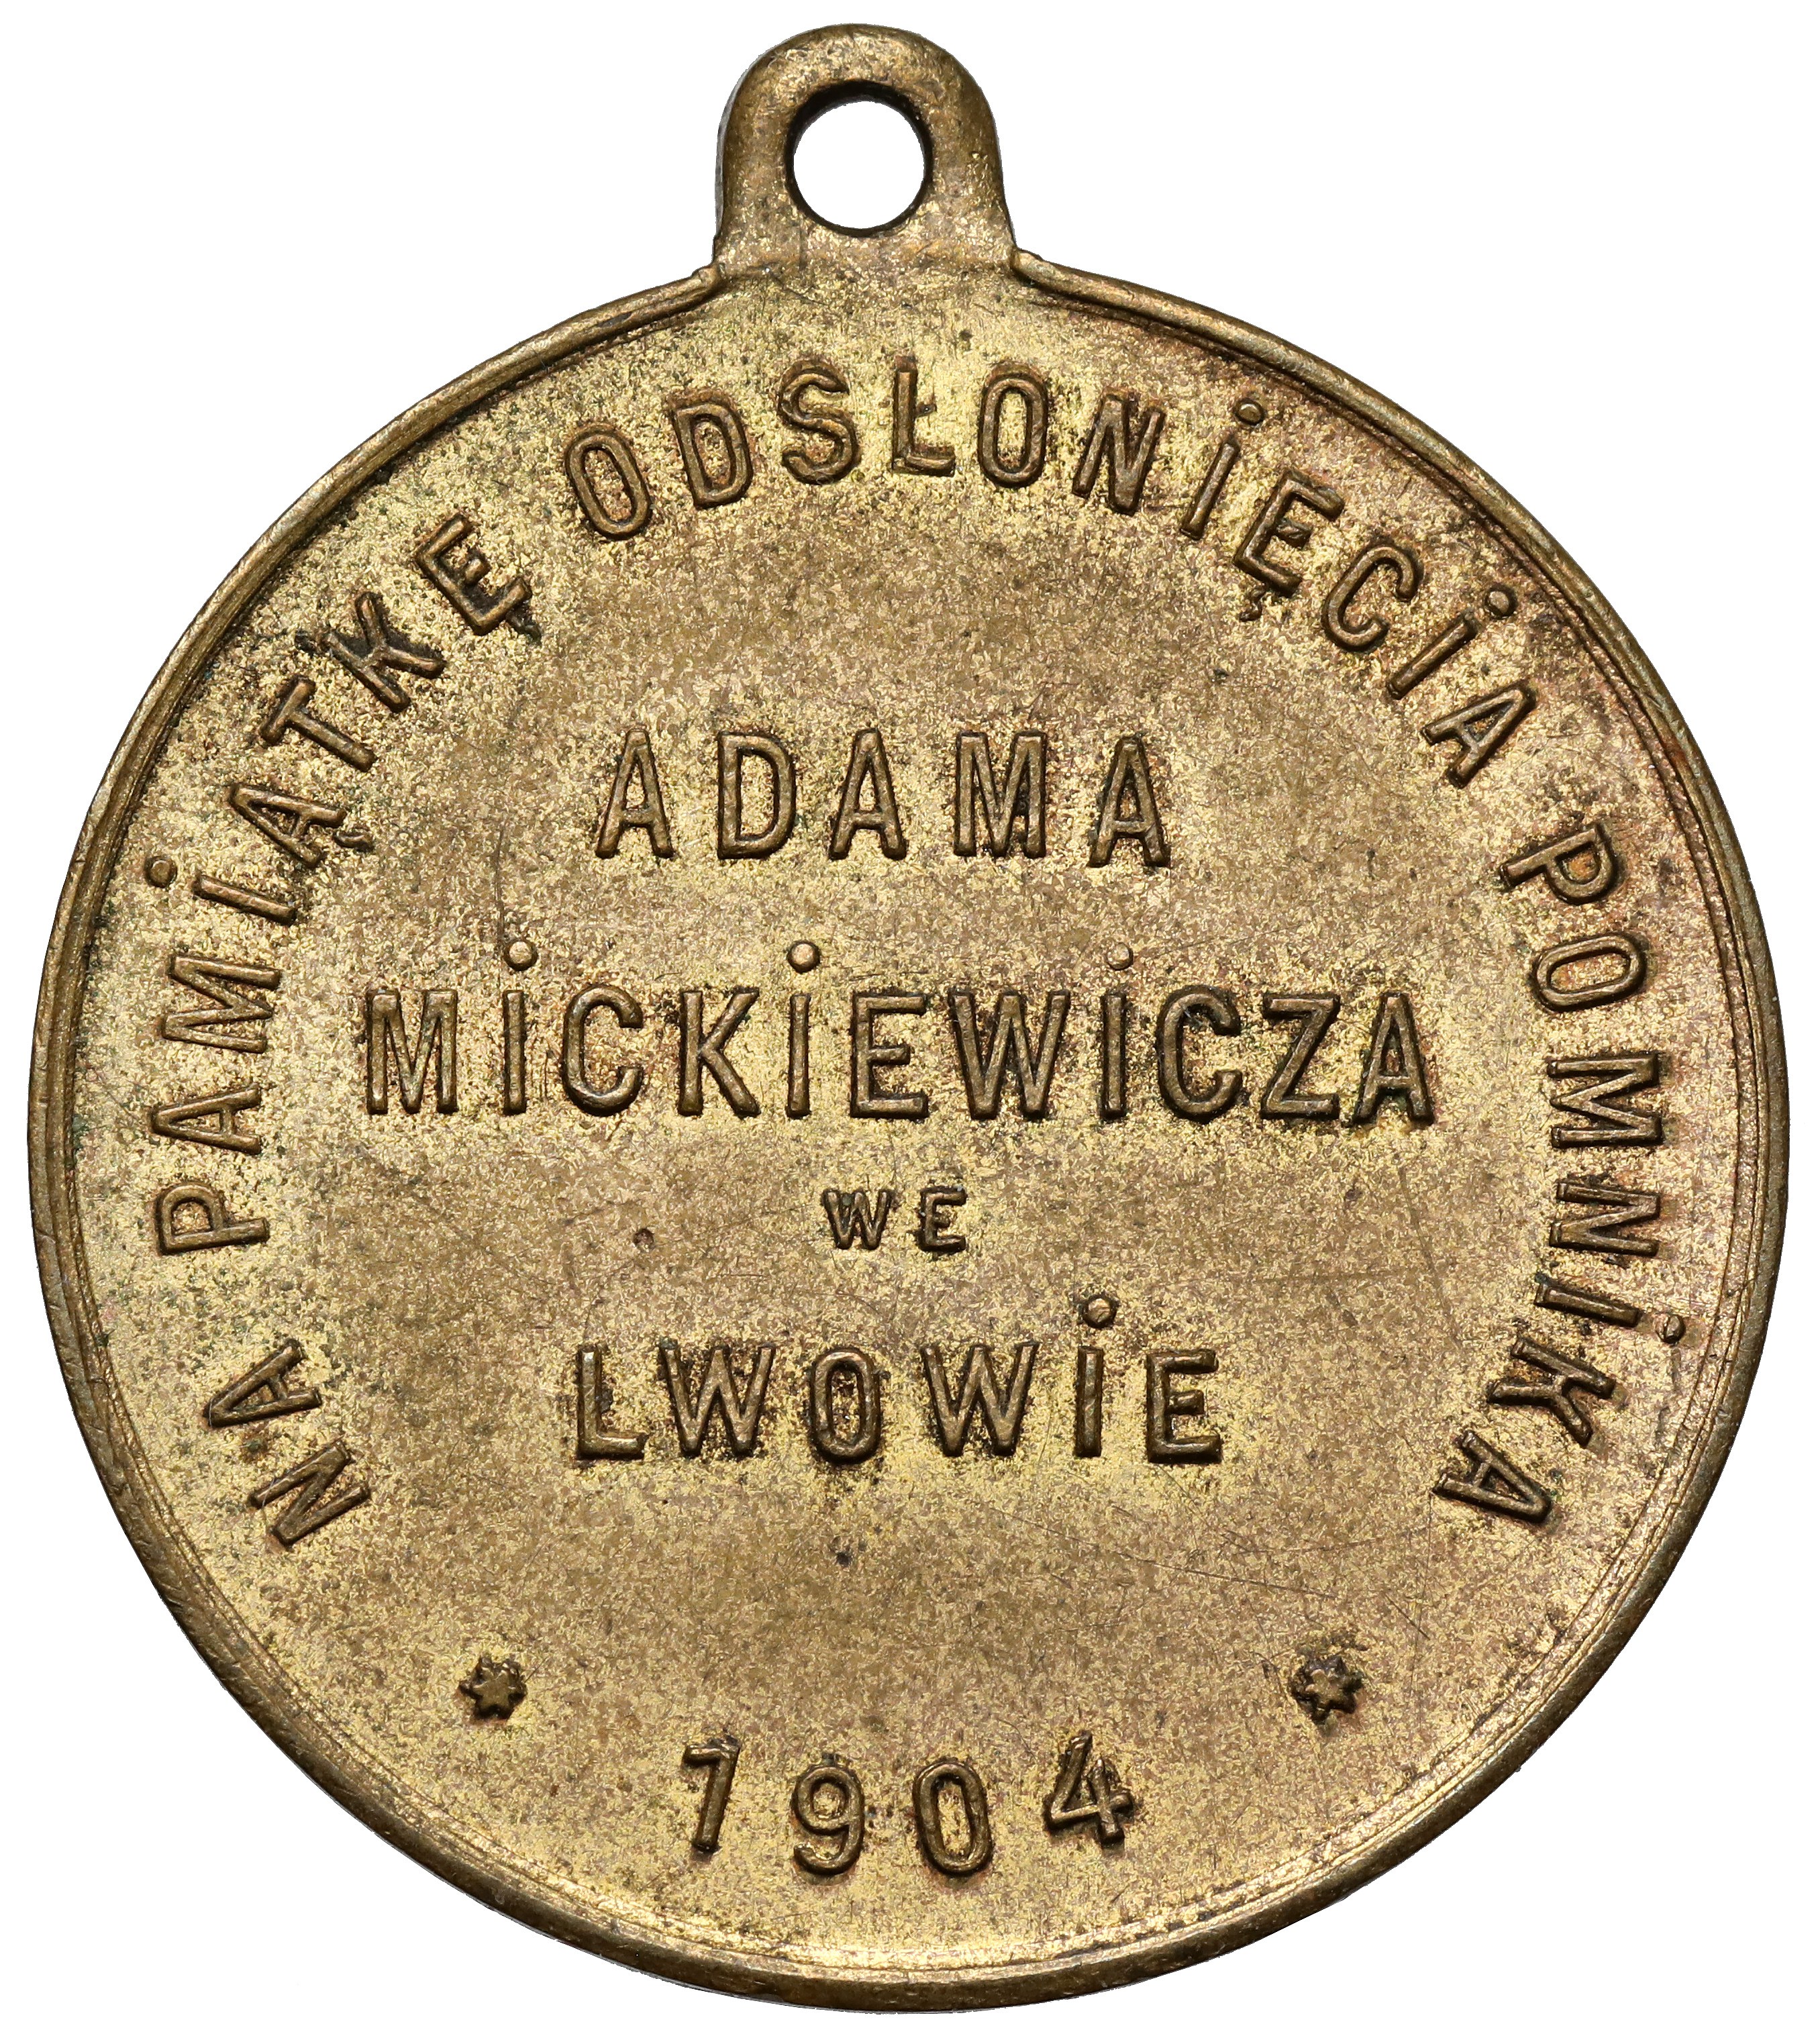 NA PAMiĄTKĘ ODSŁONiĘCiA POMNiKA
ADAMA
MiCKiEWiCZA
WE
LWOWiE
1904